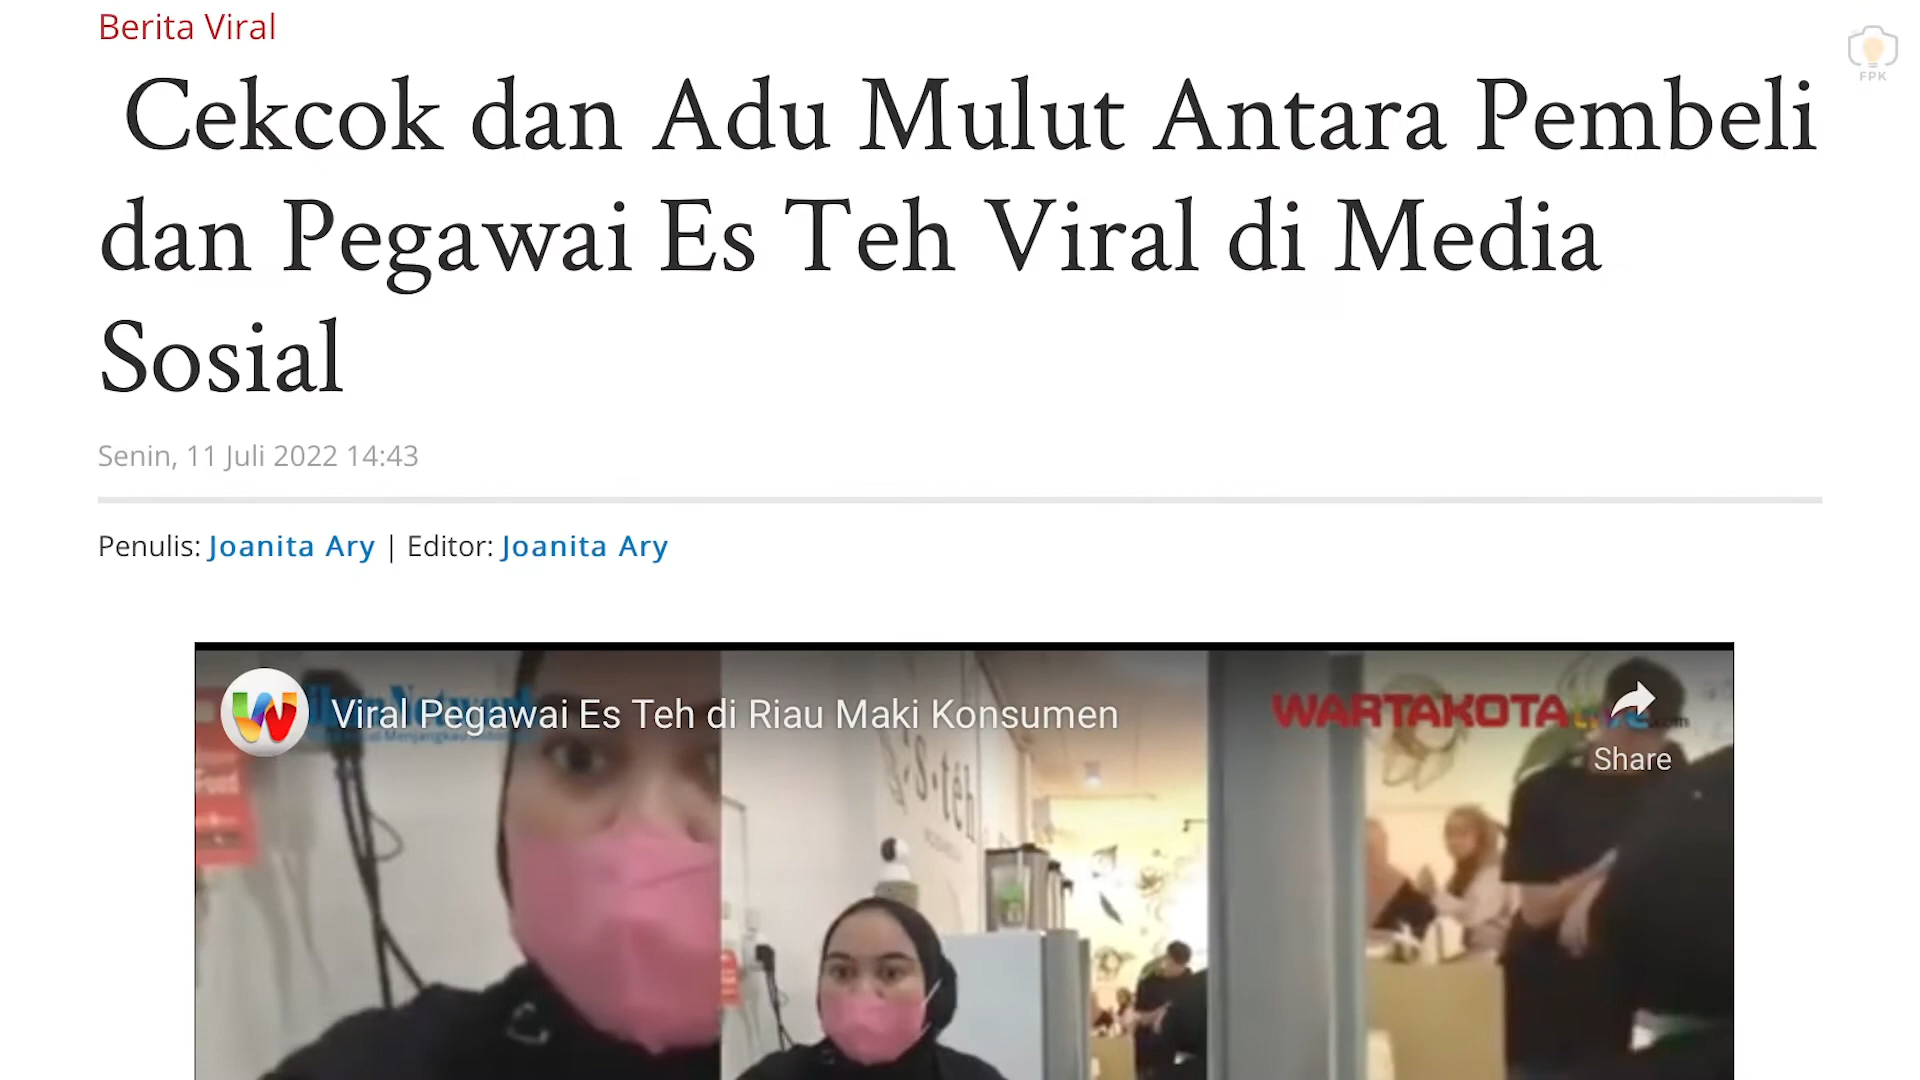 Berita Viral
FPK
Cekcok dan Adu Mulut Antara Pembeli
dan Pegawai Es Teh Viral di Media
Sosial
Senin, 11 Juli 2022 14:43
Penulis: Joanita Ary | Editor: Joanita Ary
Viral Pegawai Es Teh di Riau Maki Konsumen
WARTAKOTA
Share